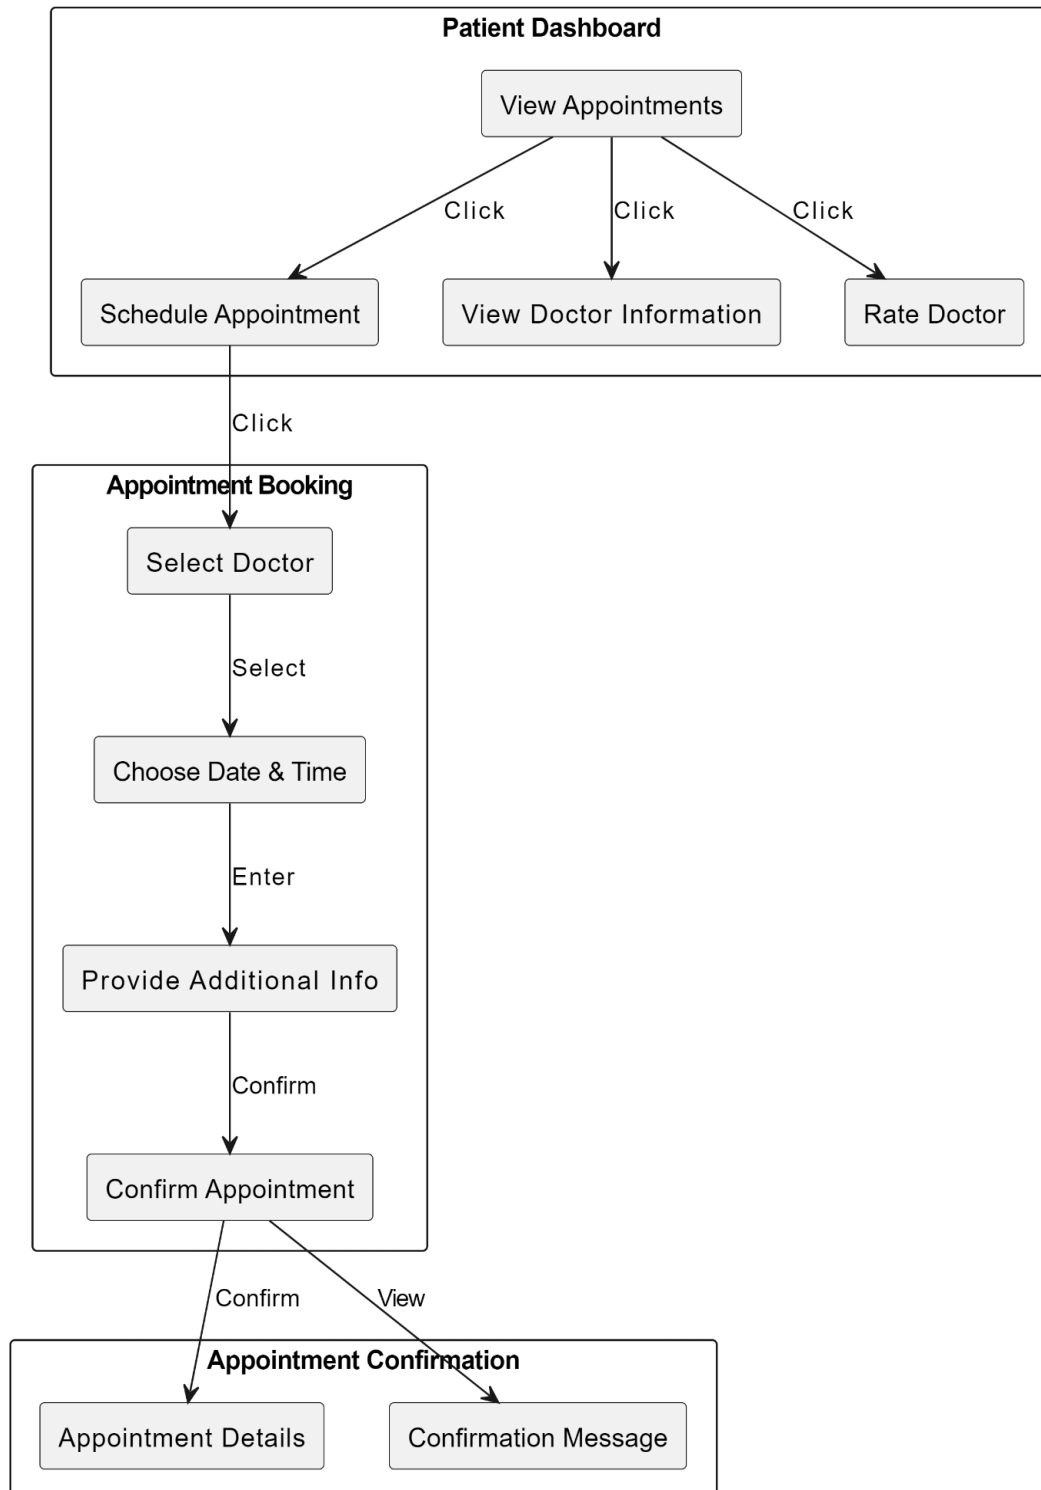 Patient Dashboard
View Appointments
Click
Click
Click
Schedule Appointment
View Doctor Information
Rate Doctor
Click
Appointment Booking
Select Doctor
Select
Choose Date & Time
Enter
Provide Additional Info
Confirm
Confirm Appointment
Confirm
View
Appointment Confirmation
Appointment Details
Confirmation Message